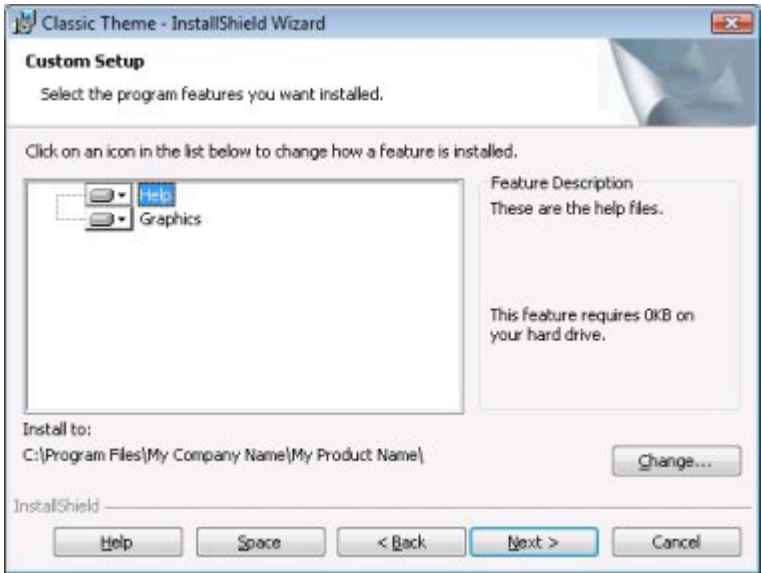 Classic Theme - InstallShield Wizard
Custom Setup
Select the program features you want installed.
Click on an icon in the list below to change how a feature is installed.
Help
Graphics
Feature Description
These are the help files.
This feature requires 0KB on
your hard drive.
Install to:
C:\Program Files\My Company Name\My Product Name\
Change...
InstallShield
Help
Space
< Back
Next >
Cancel